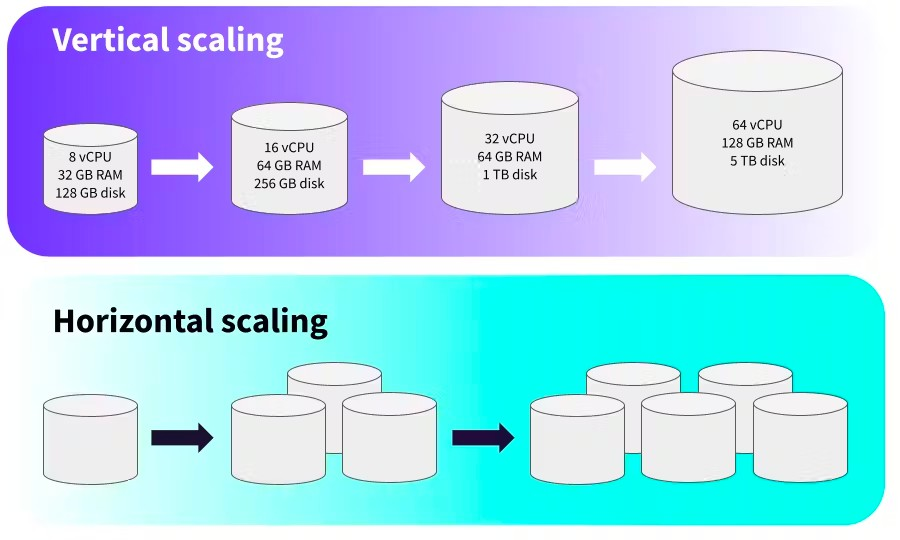 Vertical scaling
8 vCPU
32 GB RAM
128 GB disk
16 vCPU
64 GB RAM
256 GB disk
32 vCPU
64 GB RAM
1 TB disk
64 vCPU
128 GB RAM
5 TB disk
Horizontal scaling